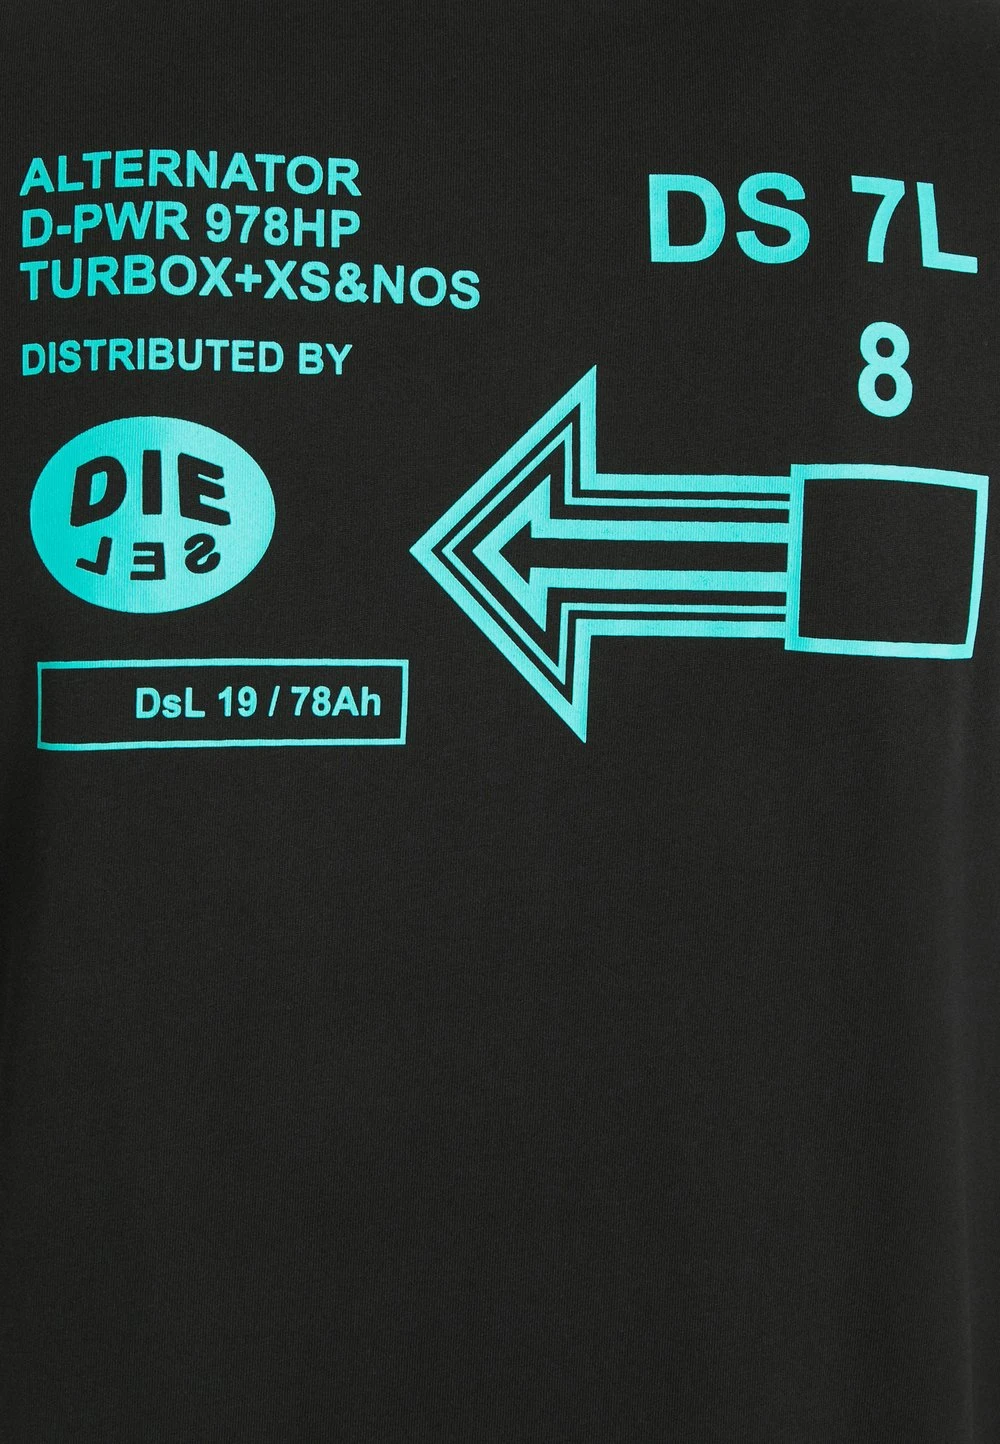 ALTERNATOR
D-PWR 978HP
TURBOX+XS&NOS
DISTRIBUTED BY
DIE
SEL
DsL 19 / 78Ah
DS 7L
8